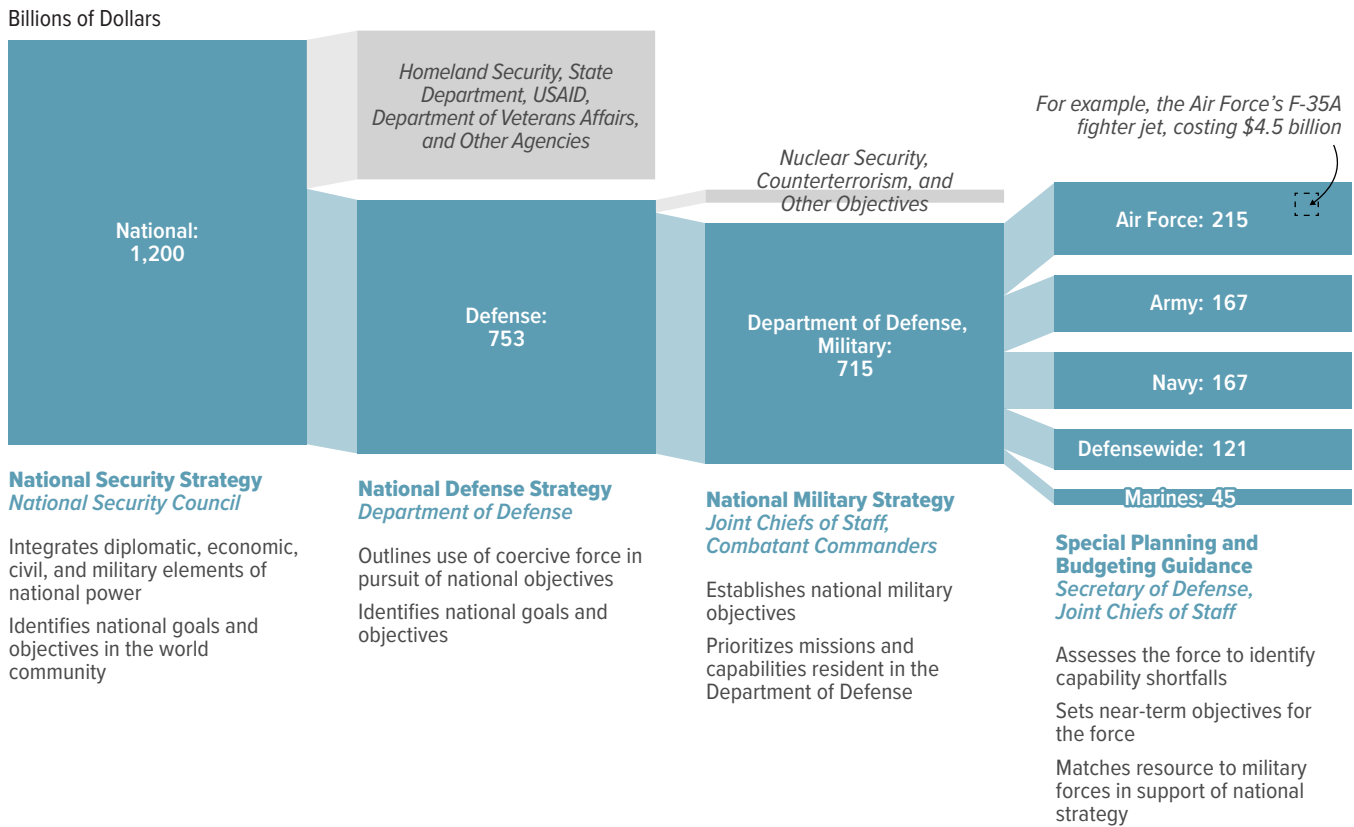 Billions of Dollars
National:
1,200
Homeland Security, State
Department, USAID,
Department of Veterans Affairs,
and Other Agencies
Defense:
753
Nuclear Security,
Counterterrorism, and
Other Objectives
Department of Defense,
Military:
715
For example, the Air Force’s F-35A
fighter jet, costing $4.5 billion
Air Force: 215
Army: 167
Navy: 167
Defensewide: 121
Marines: 45
National Security Strategy
National Security Council
Integrates diplomatic, economic,
civil, and military elements of
national power
Identifies national goals and
objectives in the world
community
National Defense Strategy
Department of Defense
Outlines use of coercive force in
pursuit of national objectives
Identifies national goals and
objectives
National Military Strategy
Joint Chiefs of Staff,
Combatant Commanders
Establishes national military
objectives
Prioritizes missions and
capabilities resident in the
Department of Defense
Special Planning and
Budgeting Guidance
Secretary of Defense,
Joint Chiefs of Staff
Assesses the force to identify
capability shortfalls
Sets near-term objectives for
the force
Matches resource to military
forces in support of national
strategy